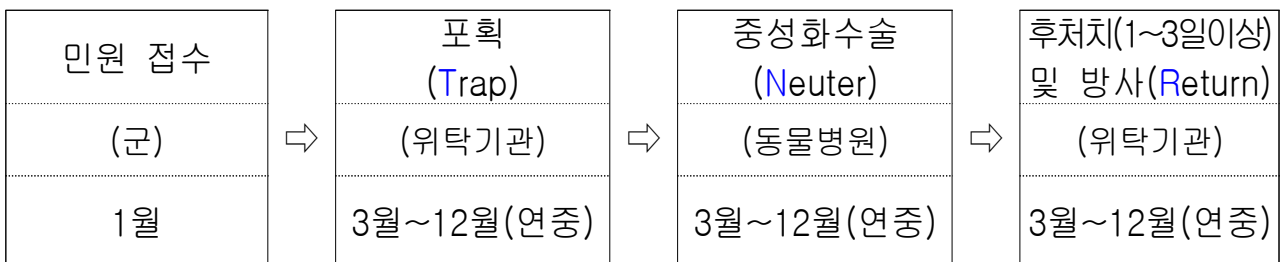 민원 접수
(군)
1월
⇨
포획
(Trap)
(위탁기관)
3월~12월(연중)
⇨
중성화수술
(Neuter)
(동물병원)
3월~12월(연중)
⇨
후처치(1~3일이상)
및 방사(Return)
(위탁기관)
3월~12월(연중)